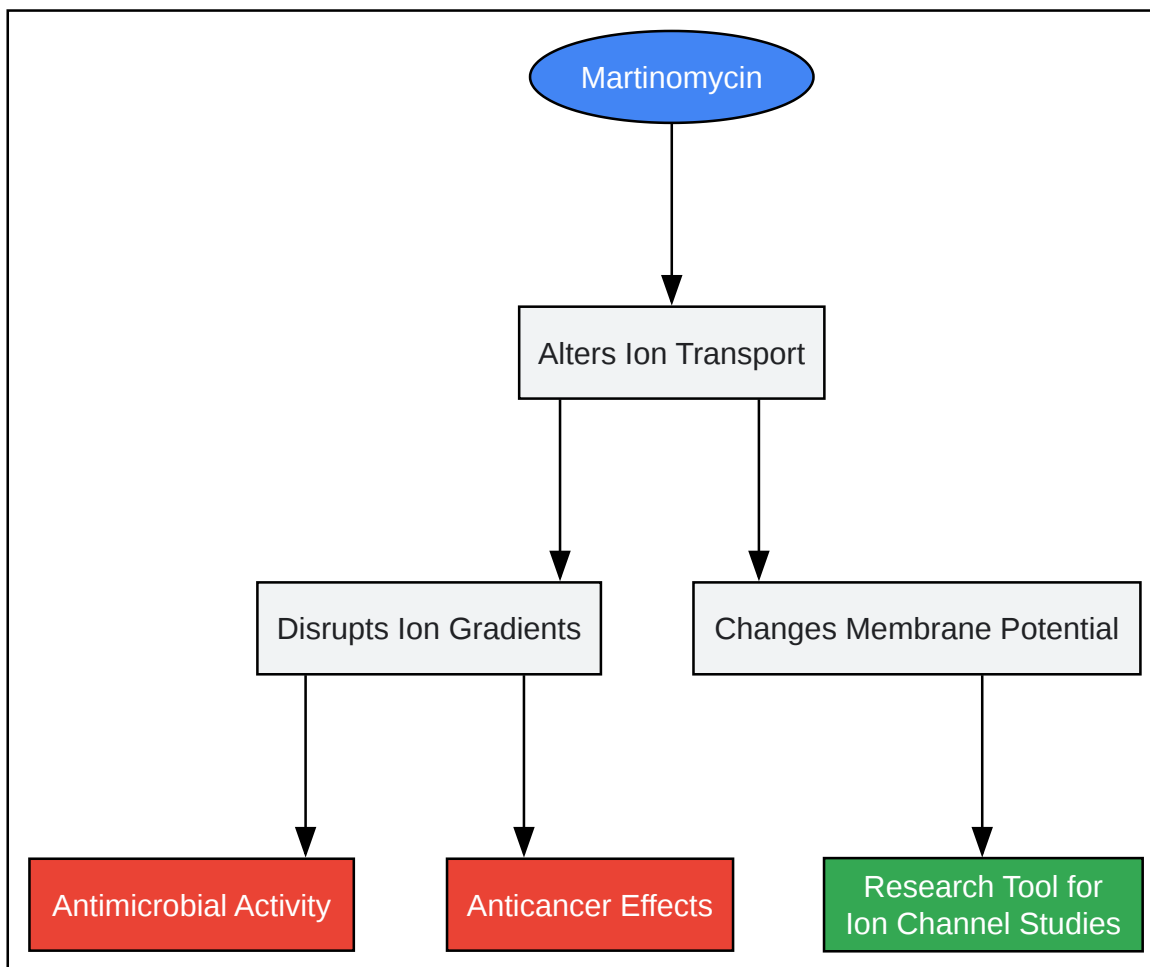 Martinomycin
Alters Ion Transport
Disrupts Ion Gradients
Changes Membrane Potential
Antimicrobial Activity
Anticancer Effects
Research Tool for
Ion Channel Studies